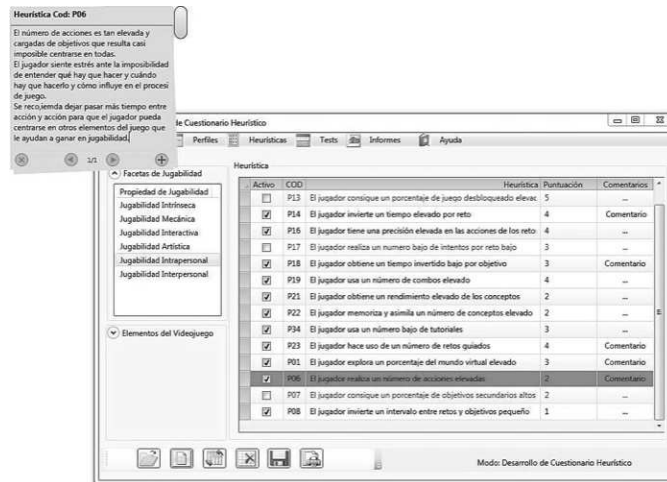 Heurística Cod: P06
El número de acciones es tan elevada y
cargadas de objetivos que resulta casi
imposible centrarse en todas.
El jugador siente estrés ante la imposibilidad
de entender qué hay que hacer y cuándo
hay que hacerlo y cómo influye en el procesi
de juego.
Se reco,iemda dejar pasar más tiempo entre
acción y acción para que el jugador pueda
centrarse en otros elementos del juego que
le ayudan a ganar en jugabilidad.
1/1
de Cuestionario Heurístico
Perfiles Heurísticas Tests Informes Ayuda
Facetas de Jugabilidad
Propiedad de Jugabilidad
Jugabilidad Intrínseca
Jugabilidad Mecánica
Jugabilidad Interactiva
Jugabilidad Artística
Jugabilidad Intrapersonal
Jugabilidad Interpersonal
Elementos del Videojuego
Heurística
Activo COD Heurística Puntuación Comentarios
P13 El jugador consigue un porcentaje de juego desbloqueado elevac 5 ...
P14 El jugador invierte un tiempo elevado por reto 4 Comentario
P16 El jugador tiene una precisión elevada en las acciones de los reto 4 ...
P17 El jugador realiza un numero bajo de intentos por reto bajo 3 ...
P18 El jugador obtiene un tiempo invertido bajo por objetivo 3 Comentario
P19 El jugador usa un número de combos elevado 4 ...
P21 El jugador obtiene un rendimiento elevado de los conceptos 2 ...
P22 El jugador memoriza y asimila un número de conceptos elevado 2 ...
P34 El jugador usa un número bajo de tutoriales 3 ...
P23 El jugador hace uso de un número de retos guiados 4 Comentario
P01 El jugador explora un porcentaje del mundo virtual elevado 3 Comentario
P06 El jugador realiza un número de acciones elevadas 2 Comentario
P07 El jugador consigue un porcentaje de objetivos secundarios altos 2 ...
P08 El jugador invierte un intervalo entre retos y objetivos pequeño 1
Modo: Desarrollo de Cuestionario Heurístico